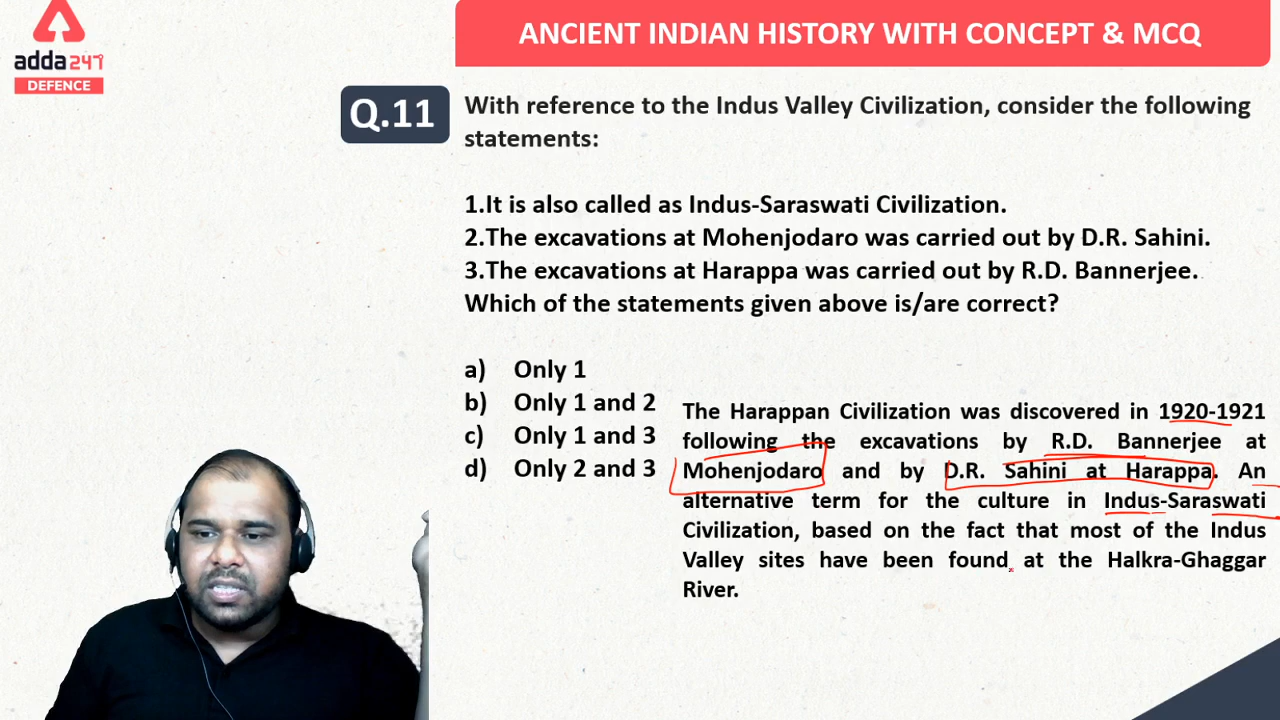 adda247
DEFENCE
ANCIENT INDIAN HISTORY WITH CONCEPT & MCQ
Q.11
With reference to the Indus Valley Civilization, consider the following
statements:
1.It is also called as Indus-Saraswati Civilization.
2.The excavations at Mohenjodaro was carried out by D.R. Sahini.
3.The excavations at Harappa was carried out by R.D. Bannerjee.
Which of the statements given above is/are correct?
a) Only 1
b) Only 1 and 2
c) Only 1 and 3
d) Only 2 and 3
The Harappan Civilization was discovered in 1920-1921
following the excavations by R.D. Bannerjee at
Mohenjodaro and by D.R. Sahini at Harappa. An
alternative term for the culture in Indus-Saraswati
Civilization, based on the fact that most of the Indus
Valley sites have been found at the Halkra-Ghaggar
River.